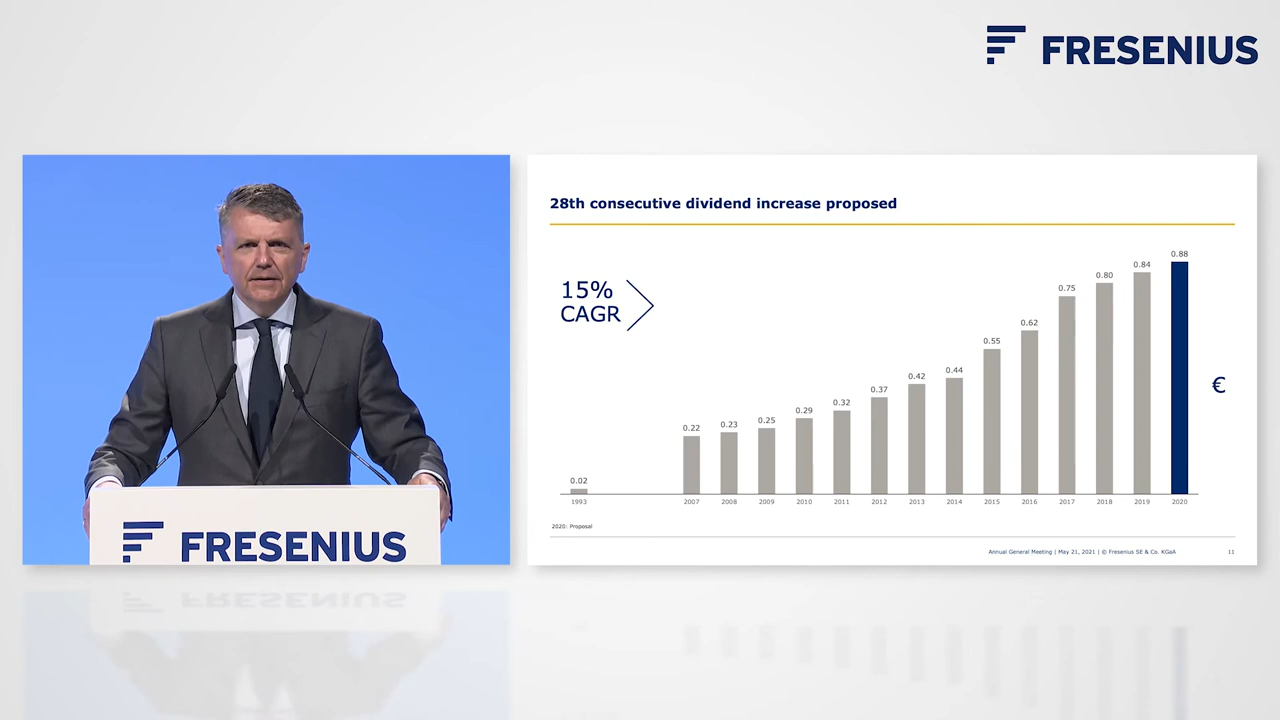 FRESENIUS
FRESENIUS
28th consecutive dividend increase proposed
15%
CAGR
0.02
0.22
0.23
0.25
0.29
0.32
0.37
0.42
0.44
0.55
0.62
0.75
0.80
0.84
0.88
€
1993 2007 2008 2009 2010 2011 2012 2013 2014 2015 2016 2017 2018 2019 2020
2020: Proposal
Annual General Meeting | May 21, 2021 | © Fresenius SE & Co. KGaA 11